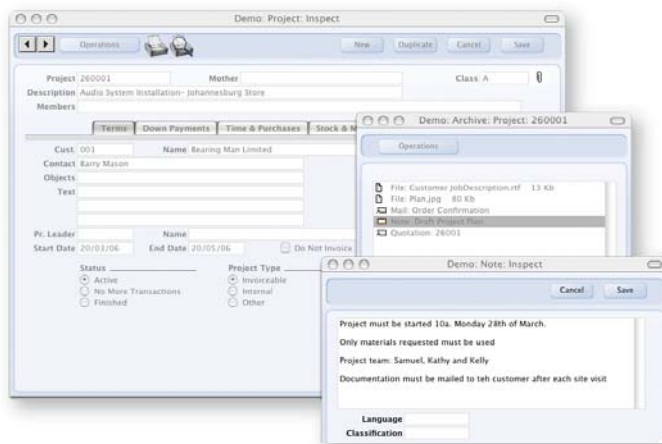 Demo: Project: Inspect
Operations
New Duplicate Cancel Save
Project 260001 Mother Class A
Description Audio System Installation- Johannesburg Store
Members
Terms Down Payments Time & Purchases Stock & M
Cust. 001 Name Bearing Man Limited
Contact Barry Mason
Objects
Text
Pr. Leader Name
Start Date 20/03/06 End Date 20/05/06 Do Not Invoice
Status Project Type
Active Invoiceable
No More Transactions Internal
Finished Other
Demo: Archive: Project: 260001
Operations
File: Customer JobDescription.rtf 13 Kb
File: Plan.jpg 80 Kb
Mail: Order Confirmation
Note: Draft Project Plan
Quotation: 26001
Demo: Note: Inspect
Cancel Save
Project must be started 10a. Monday 28th of March.
Only materials requested must be used
Project team: Samuel, Kathy and Kelly
Documentation must be mailed to teh customer after each site visit
Language
Classification